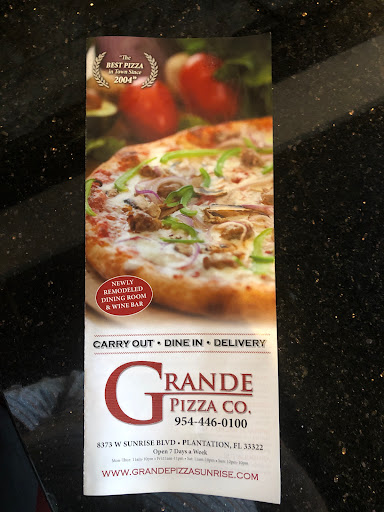 "The
BEST PIZZA
in Town Since
2004"
NEWLY
REMODELED
DINING ROOM
& WINE BAR
CARRY OUT • DINE IN • DELIVERY
GRANDE
PIZZA CO.
954-446-0100
8373 W SUNRISE BLVD • PLANTATION, FL 33322
Open 7 Days a Week
WWW.GRANDEPIZZASUNRISE.COM